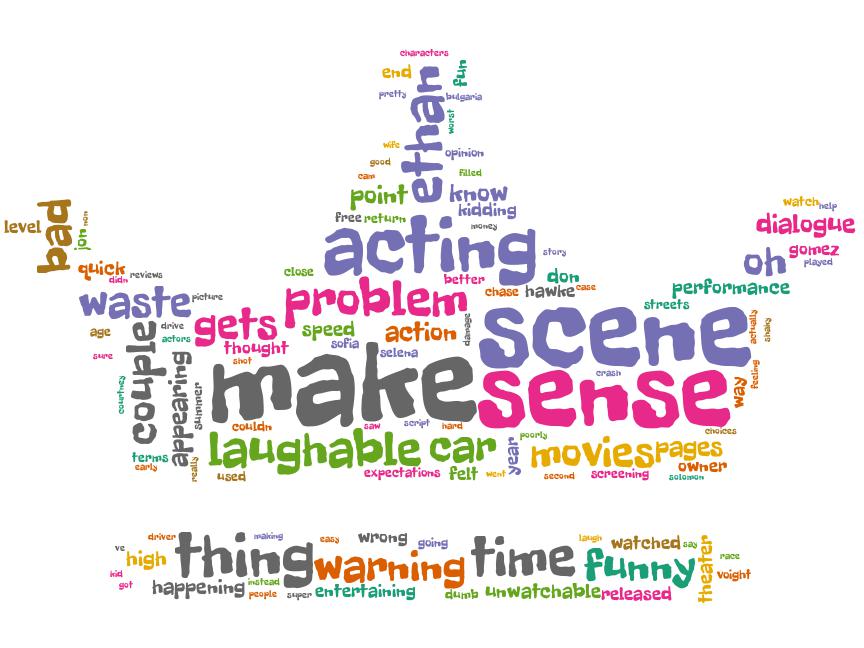 characters
end
fun
pretty
ethan
bulgaria
worst
wife
opinion
good
cam
filled
point
know
kidding
free
return
money
level
bad
jon
non
watch
help
dialogue
gomez
oh
played
acting
story
quick
didn
reviews
close
better
don
chase
hawke
case
performance
streets
waste
picture
problem
gets
speed
action
damage
scene
actually
shaky
age
drive
actors
couple
thought
sofia
selena
sure
shot
make
sense
crash
way
feeling
courtney
appearing
summer
couldn
saw
script
hard
choices
laughable
car
year
poorly
movies
pages
terms
early
really
used
expectations
felt
went
second
screening
owner
solomon
driver
making
easy
wrong
going
laugh
watched
say
theater
race
ve
high
thing
warning
time
funny
voight
kid
got
happening
instead
people
super
entertaining
dumb
unwatchable
released